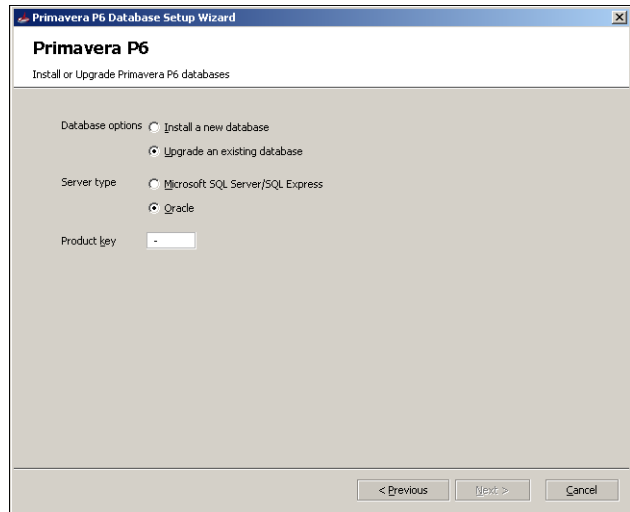 Primavera P6 Database Setup Wizard
Primavera P6
Install or Upgrade Primavera P6 databases
Database options Install a new database
Upgrade an existing database
Server type Microsoft SQL Server/SQL Express
Oracle
Product key -
< Previous Next > Cancel